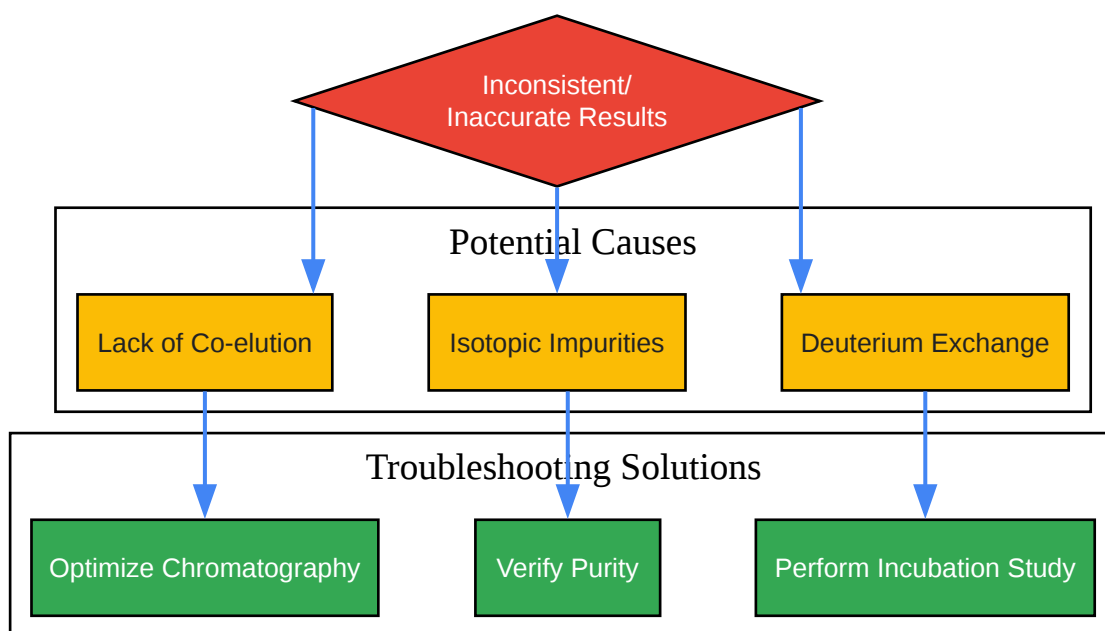 Inconsistent/
Inaccurate Results
Potential Causes
Lack of Co-elution
Isotopic Impurities
Deuterium Exchange
Troubleshooting Solutions
Optimize Chromatography
Verify Purity
Perform Incubation Study